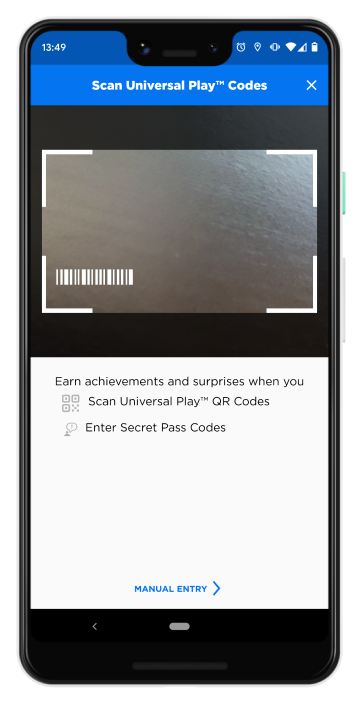 13:49
Scan Universal Play™ Codes
Earn achievements and surprises when you
Scan Universal Play™ QR Codes
Enter Secret Pass Codes
MANUAL ENTRY